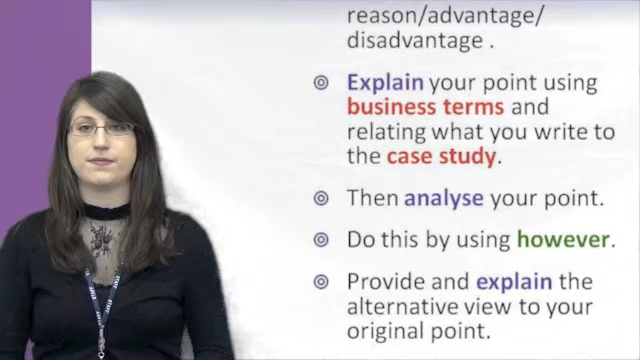 reason/advantage/
disadvantage .
Explain your point using
business terms and
relating what you write to
the case study.
Then analyse your point.
Do this by using however.
Provide and explain the
alternative view to your
original point.